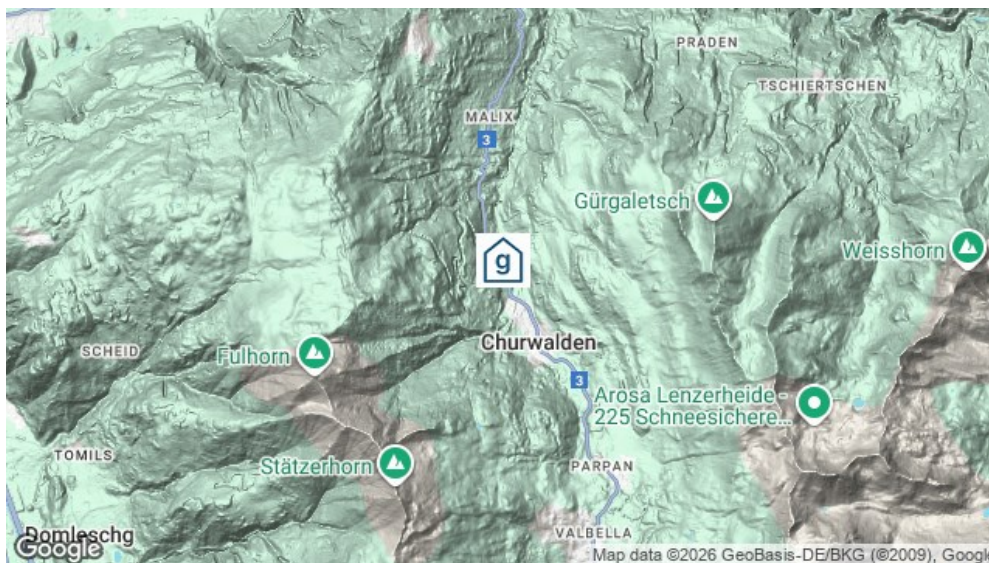 PRADEN
TSCHIERTSCHEN
MALIX
3
Gürgaletsch
Weisshorn
g
Churwalden
SCHEID
Fulhorn
3
Arosa Lenzerheide -
225 Schneesichere...
TOMILS
Stätzerhorn
PARPAN
Domleschg
VALBELLA
Google
Map data ©2026 GeoBasis-DE/BKG (©2009), Google